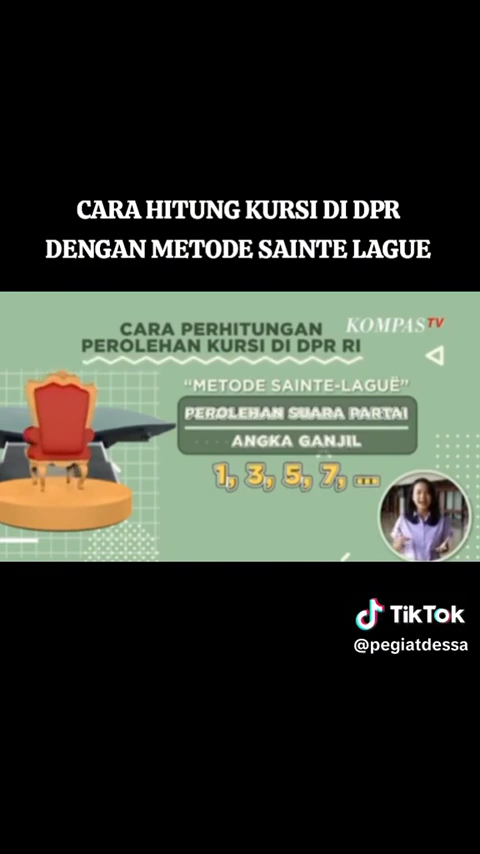 CARA HITUNG KURSI DI DPR
DENGAN METODE SAINTE LAGUE
CARA PERHITUNGAN
PEROLEHAN KURSI DI DPR RI
KOMPAS TV
"METODE SAINTE-LAGUË"
PEROLEHAN SUARA PARTAI
ANGKA GANJIL
1, 3, 5, 7, ...
TikTok
@pegiatdessa